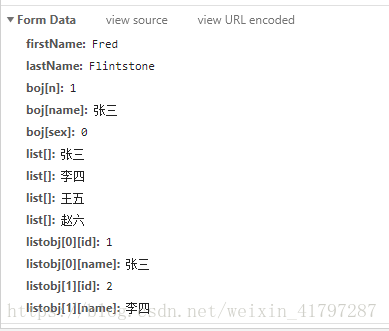 Form Data view source view URL encoded
firstName: Fred
lastName: Flintstone
boj[n]: 1
boj[name]: 张三
boj[sex]: 0
list[]: 张三
list[]: 李四
list[]: 王五
list[]: 赵六
listobj[0][id]: 1
listobj[0][name]: 张三
listobj[1][id]: 2
listobj[1][name]: 李四
https://blog.csdn.net/weixin_41797287